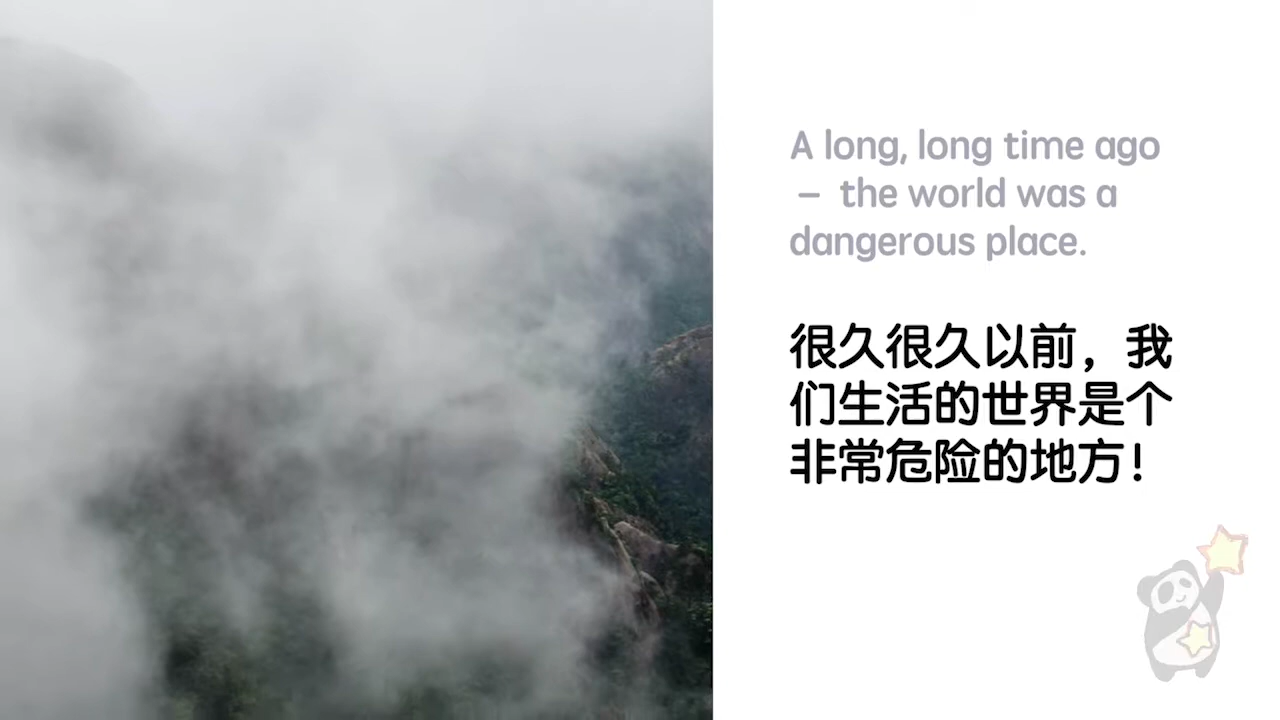 A long, long time ago
– the world was a
dangerous place.
很久很久以前，我
们生活的世界是个
非常危险的地方！